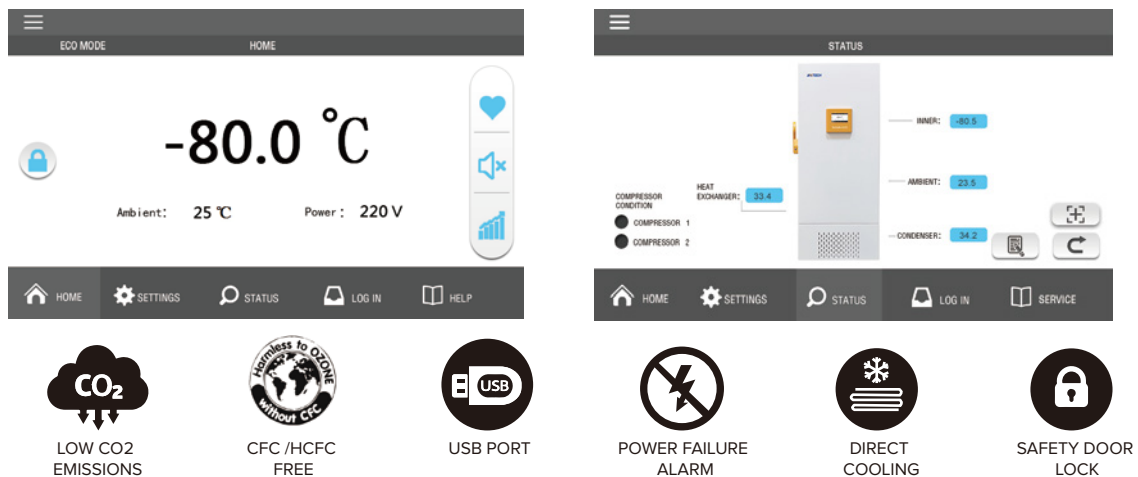 ECO MODE
HOME
-80.0 ℃
Ambient: 25 ℃
Power: 220 V
HOME
SETTINGS
STATUS
LOG IN
HELP
STATUS
INNER: -80.5
AMBIENT: 23.5
HEAT
EXCHANGER: 33.4
COMPRESSOR
CONDITION
COMPRESSOR 1
COMPRESSOR 2
CONDENSER: 34.2
HOME
SETTINGS
STATUS
LOG IN
SERVICE
CO₂
LOW CO2
EMISSIONS
Harmless to OZONE
without CFC
CFC /HCFC
FREE
USB
USB PORT
POWER FAILURE
ALARM
DIRECT
COOLING
SAFETY DOOR
LOCK